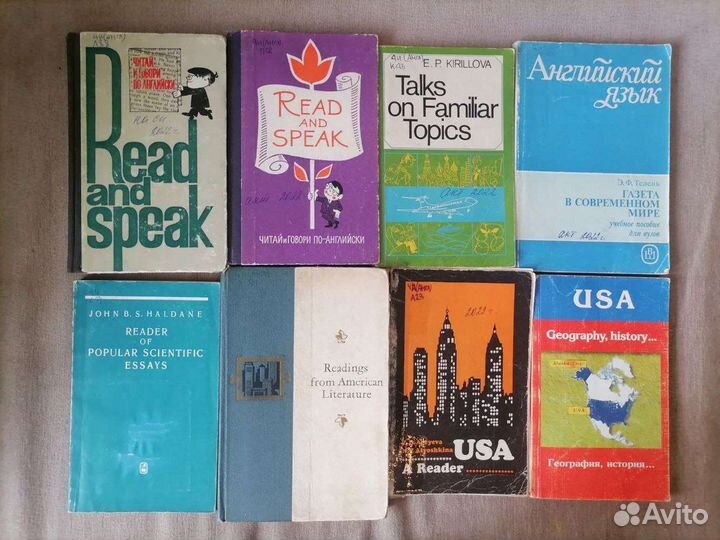 ЧИТАЙ
И ГОВОРИ
ПО-АНГЛИЙСКИ
Read
and
speak
READ
AND
SPEAK
ЧИТАЙ И ГОВОРИ ПО-АНГЛИЙСКИ
E. P. KIRILLOVA
Talks
on Familiar
Topics
Английский
язык
Э.Ф. Телень
ГАЗЕТА
В СОВРЕМЕННОМ
МИРЕ
учебное пособие
для вузов
JOHN B. S. HALDANE
READER
OF
POPULAR SCIENTIFIC
ESSAYS
Readings
from American
Literature
2022 г
USA
A Reader
USA
Geography, history...
USA
География, история...
Avito